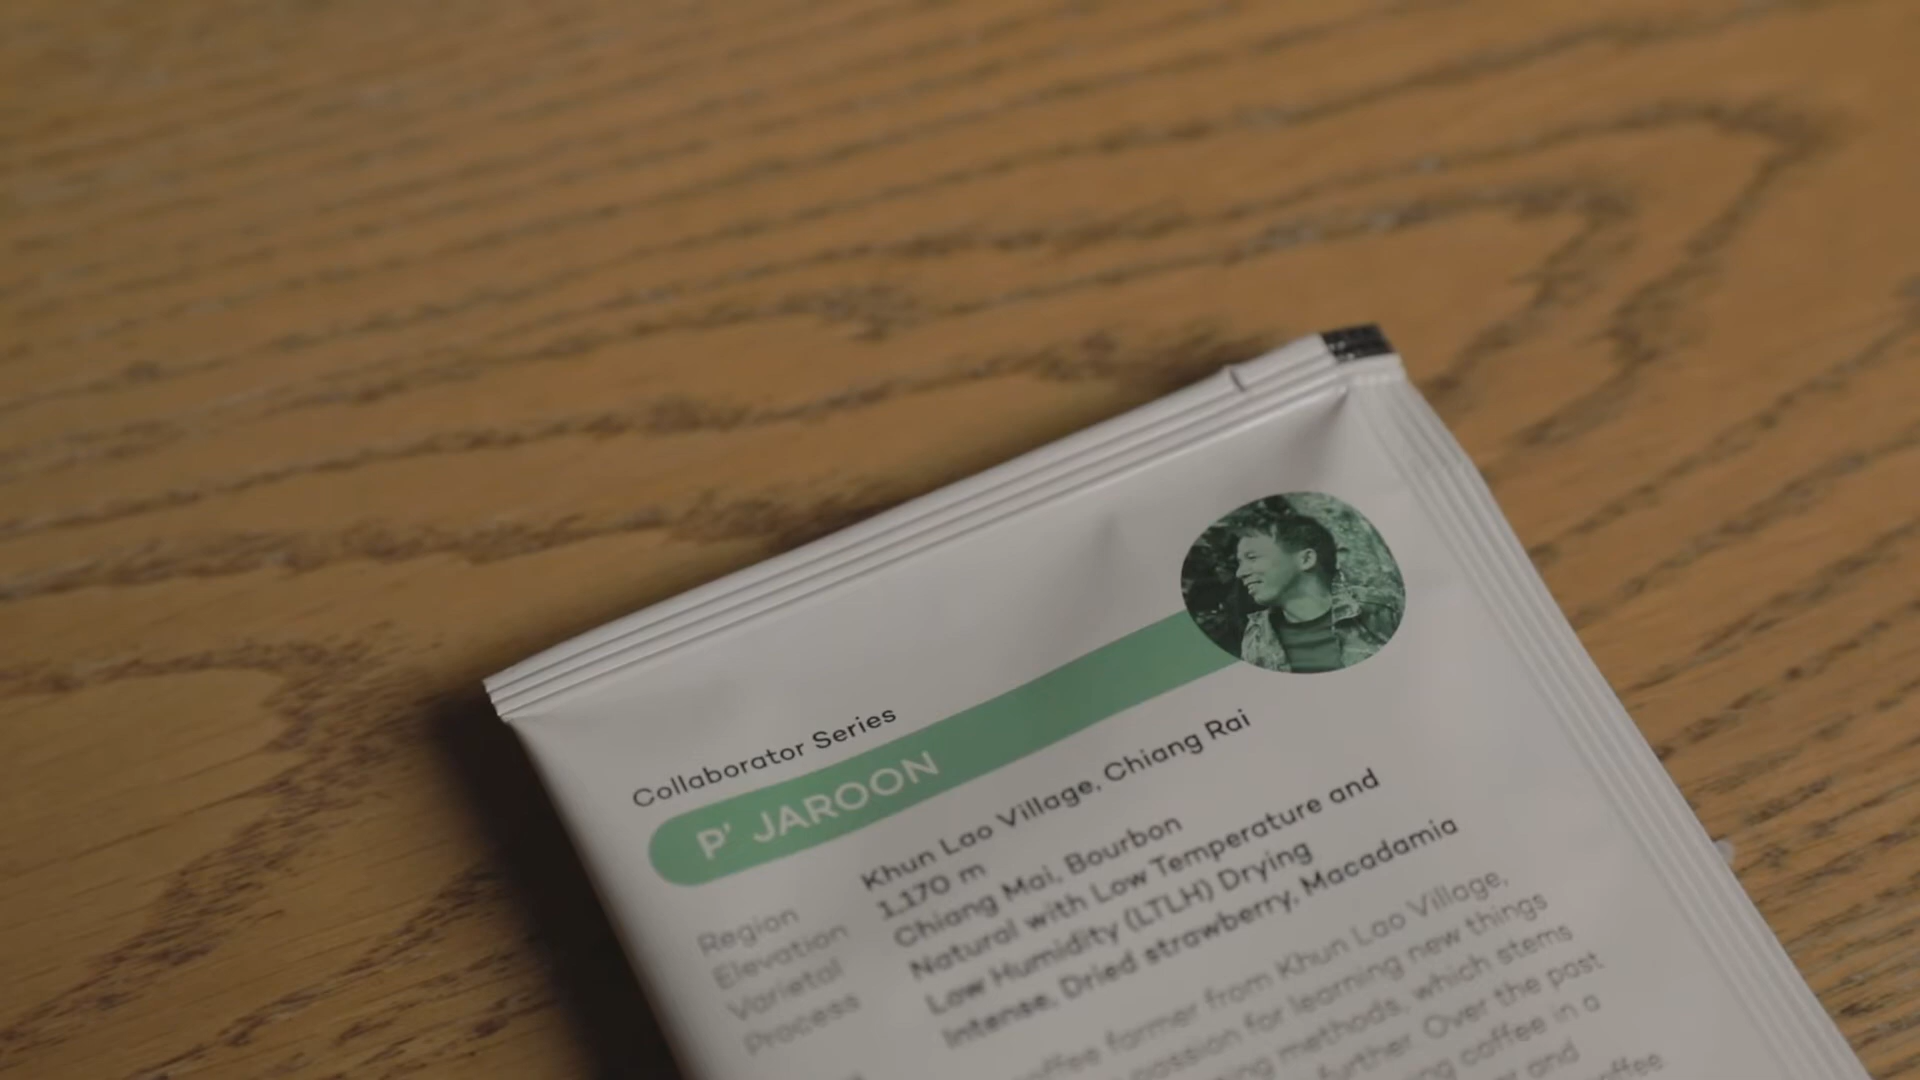 Collaborator Series
P' JAROON
Region Khun Lao Village, Chiang Rai
Elevation 1,170 m
Varietal Chiang Mai, Bourbon
Process Natural with Low Temperature and
Low Humidity (LTLH) Drying
Intense, Dried strawberry, Macadamia
coffee farmer from Khun Lao Village,
passion for learning new things
methods, which stems
further. Over the past
coffee in a
and
coffee